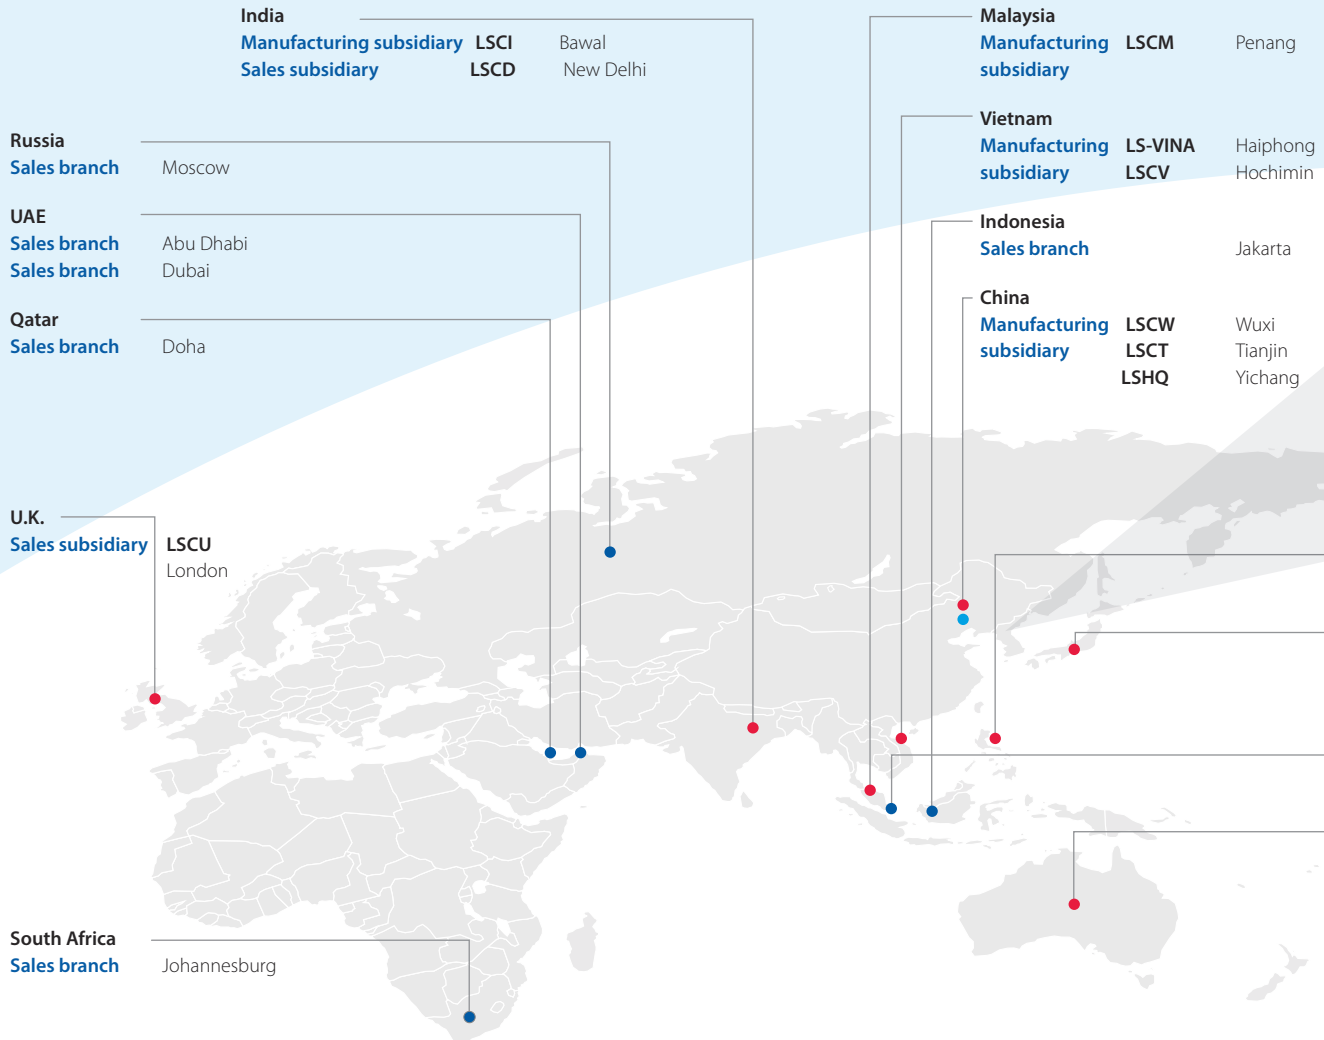 India
Manufacturing subsidiary LSCI Bawal
Sales subsidiary LSCD New Delhi
Russia
Sales branch Moscow
UAE
Sales branch Abu Dhabi
Sales branch Dubai
Qatar
Sales branch Doha
U.K.
Sales subsidiary LSCU
London
South Africa
Sales branch Johannesburg
Malaysia
Manufacturing LSCM Penang
subsidiary
Vietnam
Manufacturing LS-VINA Haiphong
subsidiary LSCV Hochimin
Indonesia
Sales branch Jakarta
China
Manufacturing LSCW Wuxi
subsidiary LSCT Tianjin
LSHQ Yichang